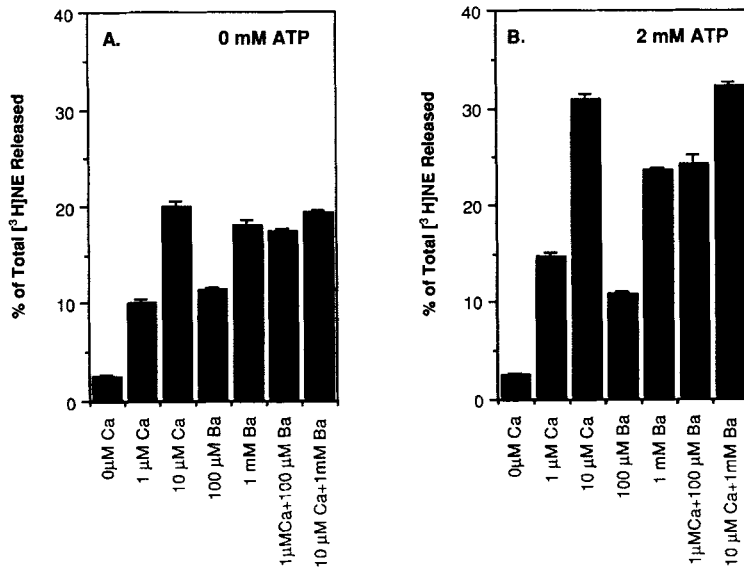 A.
0 mM ATP
% of Total [³H]NE Released
40
30
20
10
0
0µM Ca
1 µM Ca
10 µM Ca
100 µM Ba
1 mM Ba
1µMCa+100 µM Ba
10 µM Ca+1mM Ba
B.
2 mM ATP
% of Total [³H]NE Released
40
30
20
10
0
0µM Ca
1 µM Ca
10 µM Ca
100 µM Ba
1 mM Ba
1µMCa+100 µM Ba
10 µM Ca+1mM Ba